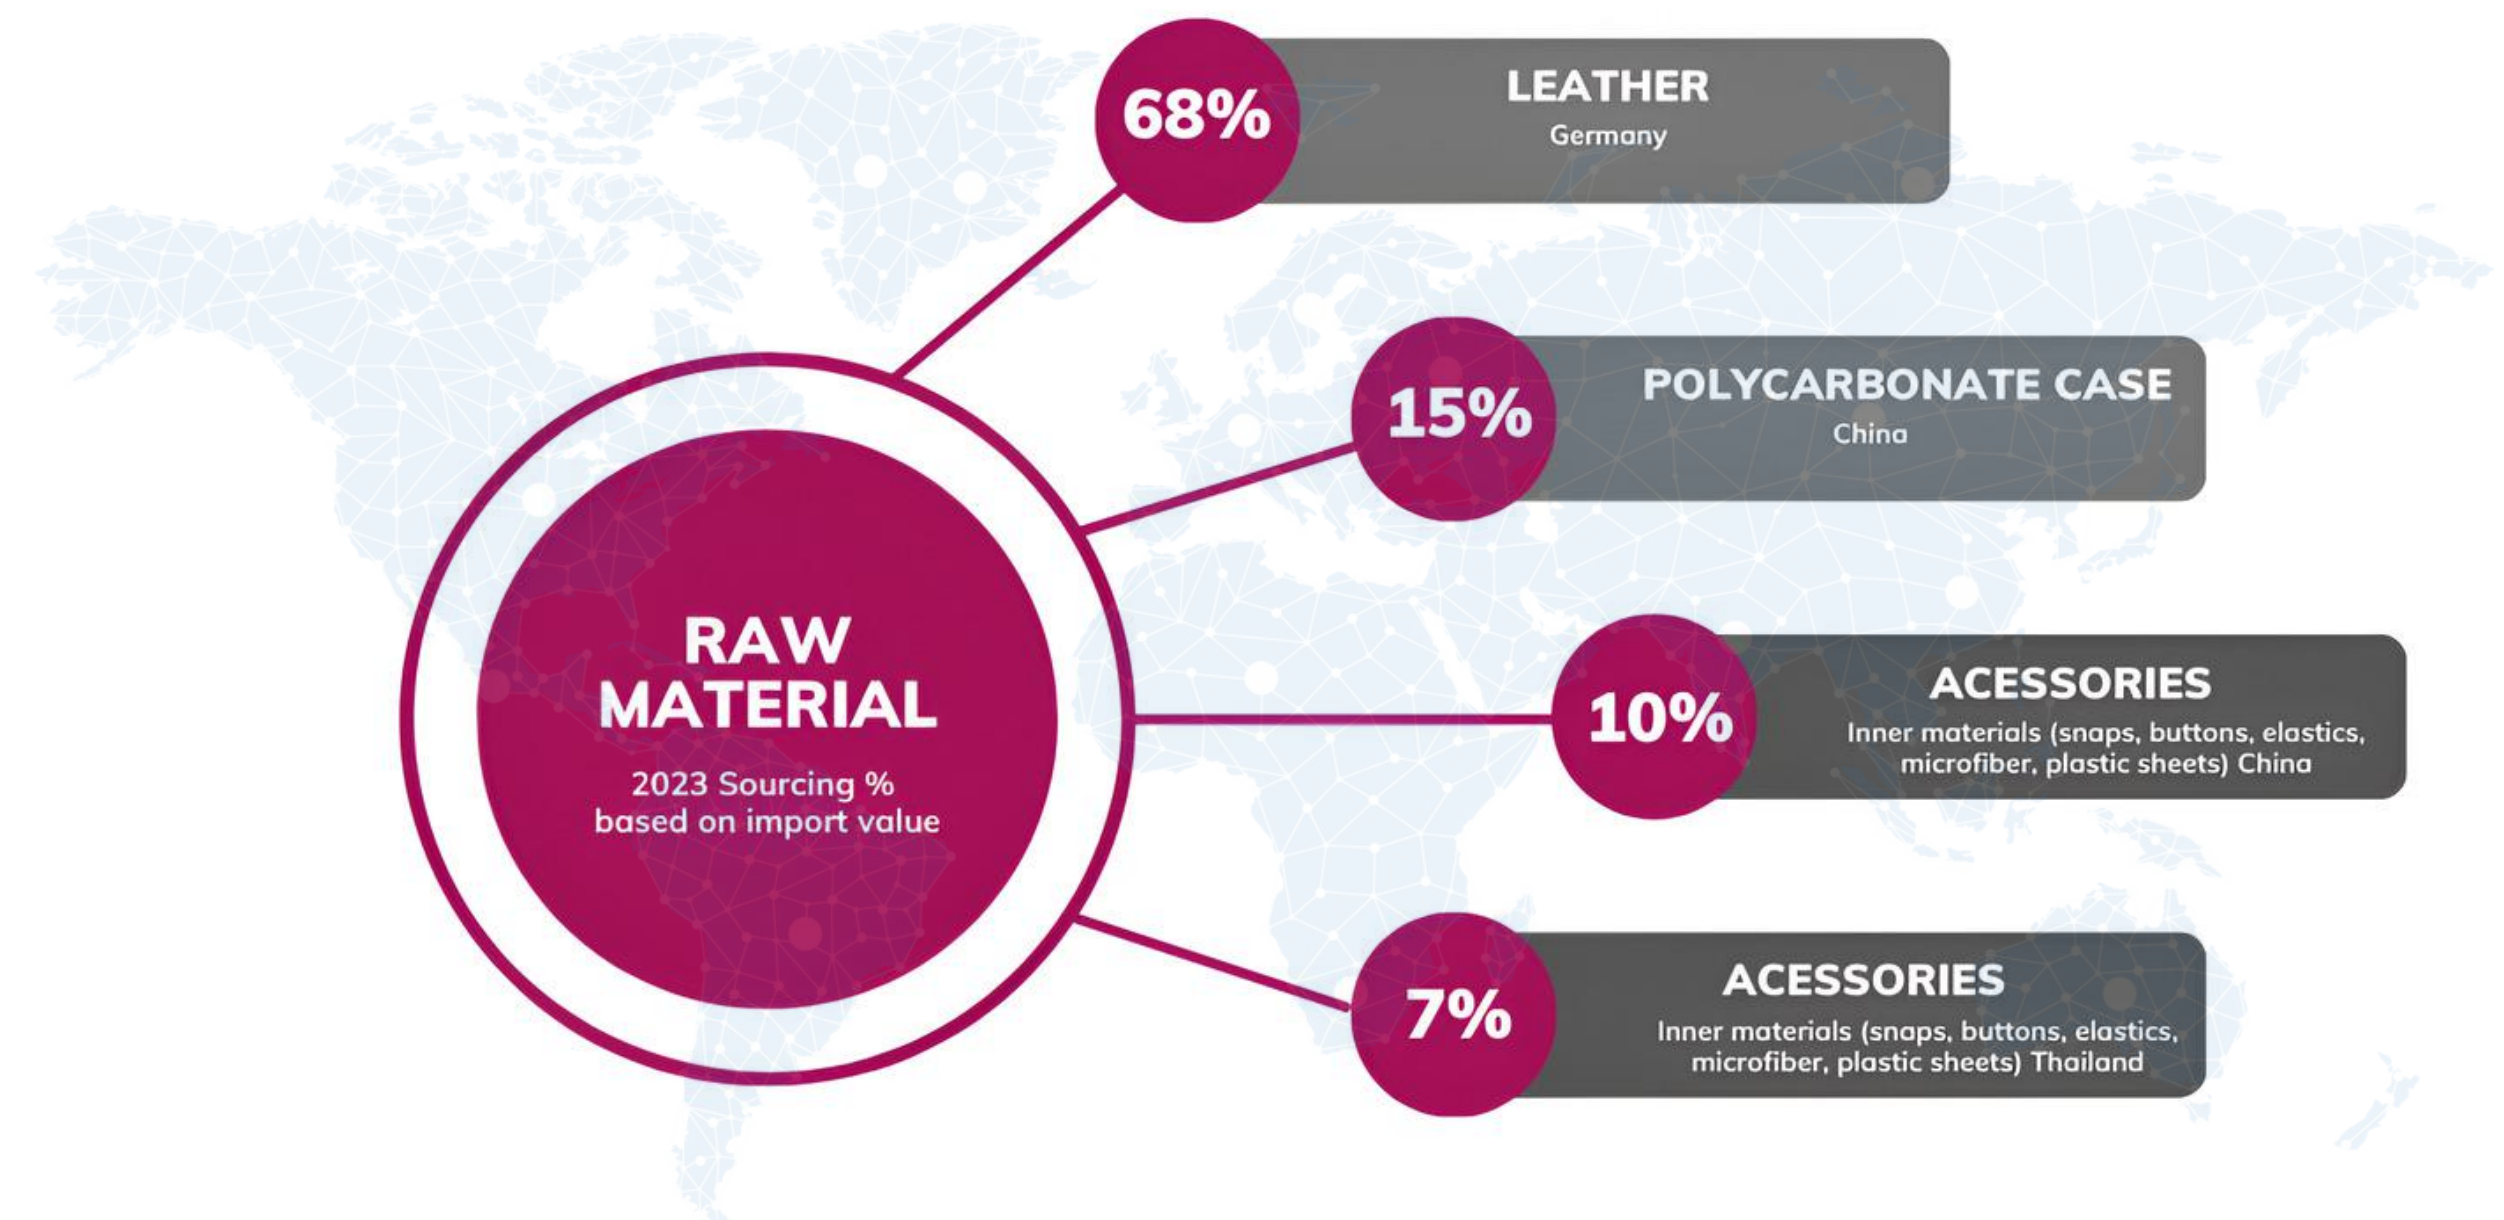 68%
LEATHER
Germany
15%
POLYCARBONATE CASE
China
RAW
MATERIAL
2023 Sourcing %
based on import value
10%
ACESSORIES
Inner materials (snaps, buttons, elastics,
microfiber, plastic sheets) China
7%
ACESSORIES
Inner materials (snaps, buttons, elastics,
microfiber, plastic sheets) Thailand